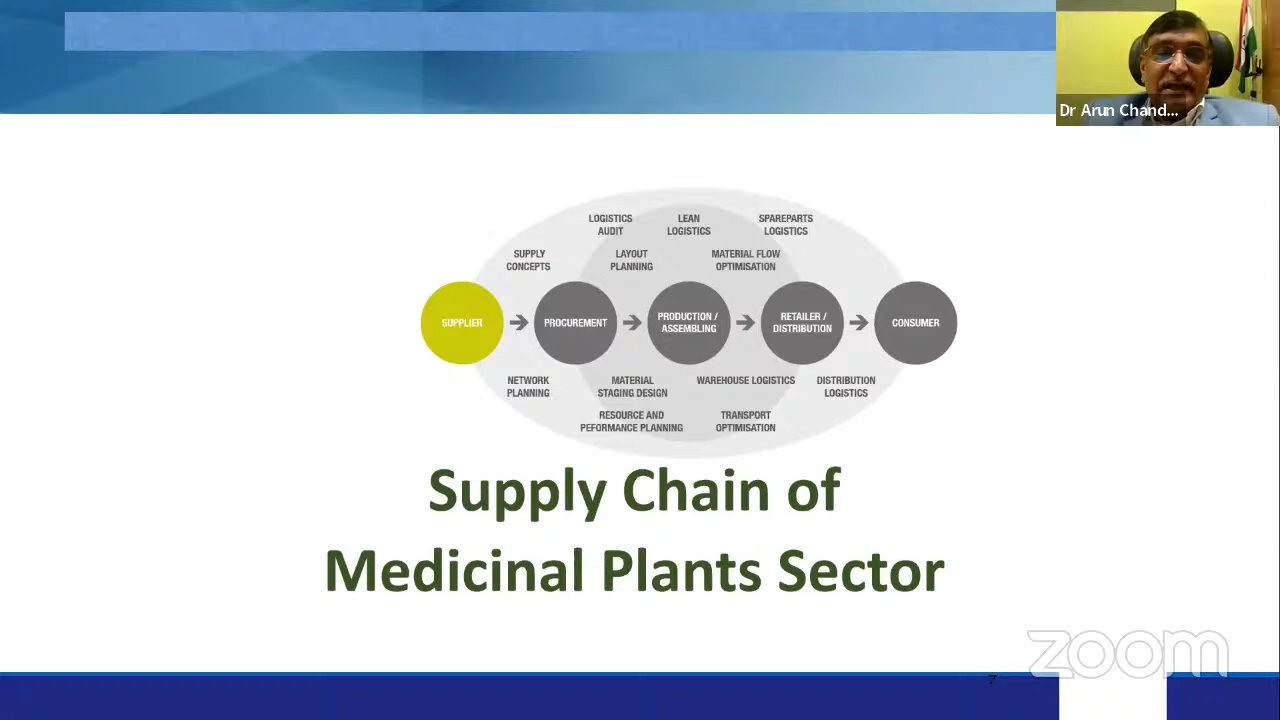 Dr Arun Chand...
LOGISTICS
AUDIT
LEAN
LOGISTICS
SPAREPARTS
LOGISTICS
SUPPLY
CONCEPTS
LAYOUT
PLANNING
MATERIAL FLOW
OPTIMISATION
SUPPLIER
PROCUREMENT
PRODUCTION /
ASSEMBLING
RETAILER /
DISTRIBUTION
CONSUMER
NETWORK
PLANNING
MATERIAL
STAGING DESIGN
WAREHOUSE LOGISTICS
DISTRIBUTION
LOGISTICS
RESOURCE AND
PEFORMANCE PLANNING
TRANSPORT
OPTIMISATION
Supply Chain of
Medicinal Plants Sector
zoom
7